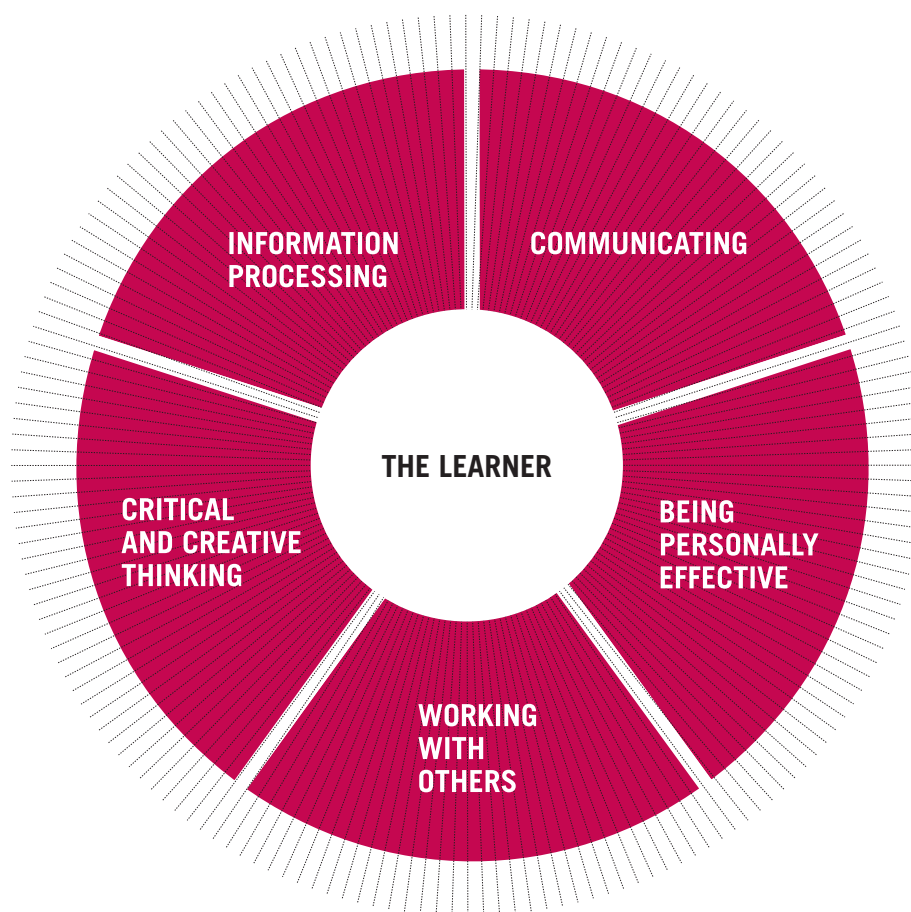 INFORMATION
PROCESSING
COMMUNICATING
THE LEARNER
CRITICAL
AND CREATIVE
THINKING
BEING
PERSONALLY
EFFECTIVE
WORKING
WITH
OTHERS